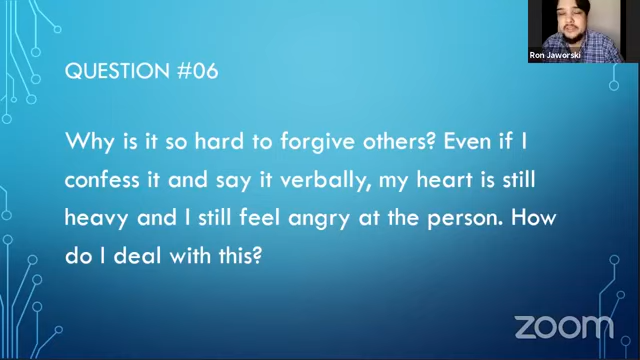 Ron Jaworski
QUESTION #06
Why is it so hard to forgive others? Even if I
confess it and say it verbally, my heart is still
heavy and I still feel angry at the person. How
do I deal with this?
zoom